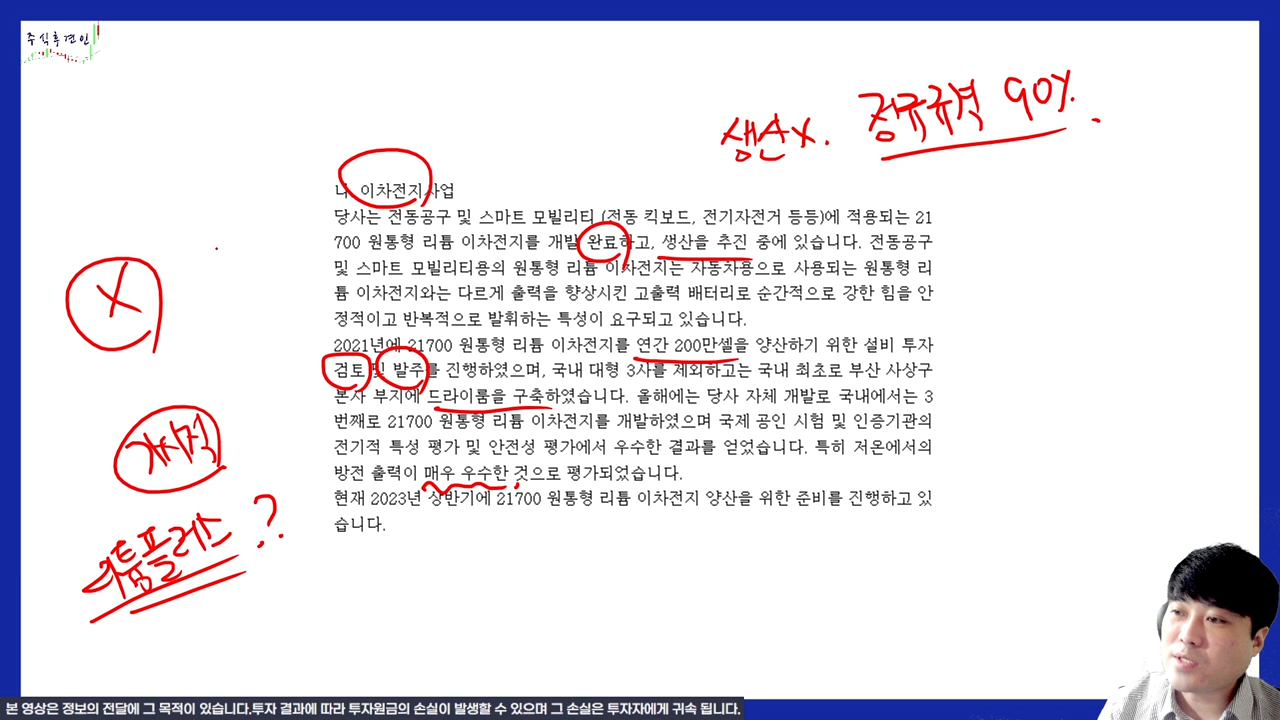 주식후견인
생산X. 정규규격 90%.
나. 이차전지사업
당사는 전동공구 및 스마트 모빌리티 (전동 킥보드, 전기자전거 등등)에 적용되는 21
700 원통형 리튬 이차전지를 개발 완료하고, 생산을 추진 중에 있습니다. 전동공구
및 스마트 모빌리티용의 원통형 리튬 이차전지는 자동차용으로 사용되는 원통형 리
튬 이차전지와는 다르게 출력을 향상시킨 고출력 배터리로 순간적으로 강한 힘을 안
정적이고 반복적으로 발휘하는 특성이 요구되고 있습니다.
2021년에 21700 원통형 리튬 이차전지를 연간 200만셀을 양산하기 위한 설비 투자
검토 및 발주를 진행하였으며, 국내 대형 3사를 제외하고는 국내 최초로 부산 사상구
본사 부지에 드라이룸을 구축하였습니다. 올해에는 당사 자체 개발로 국내에서는 3
번째로 21700 원통형 리튬 이차전지를 개발하였으며 국제 공인 시험 및 인증기관의
전기적 특성 평가 및 안전성 평가에서 우수한 결과를 얻었습니다. 특히 저온에서의
방전 출력이 매우 우수한 것으로 평가되었습니다.
현재 2023년 상반기에 21700 원통형 리튬 이차전지 양산을 위한 준비를 진행하고 있
습니다.
X
가시적
리튬플러스 ?
본 영상은 정보의 전달에 그 목적이 있습니다.투자 결과에 따라 투자원금의 손실이 발생할 수 있으며 그 손실은 투자자에게 귀속 됩니다.